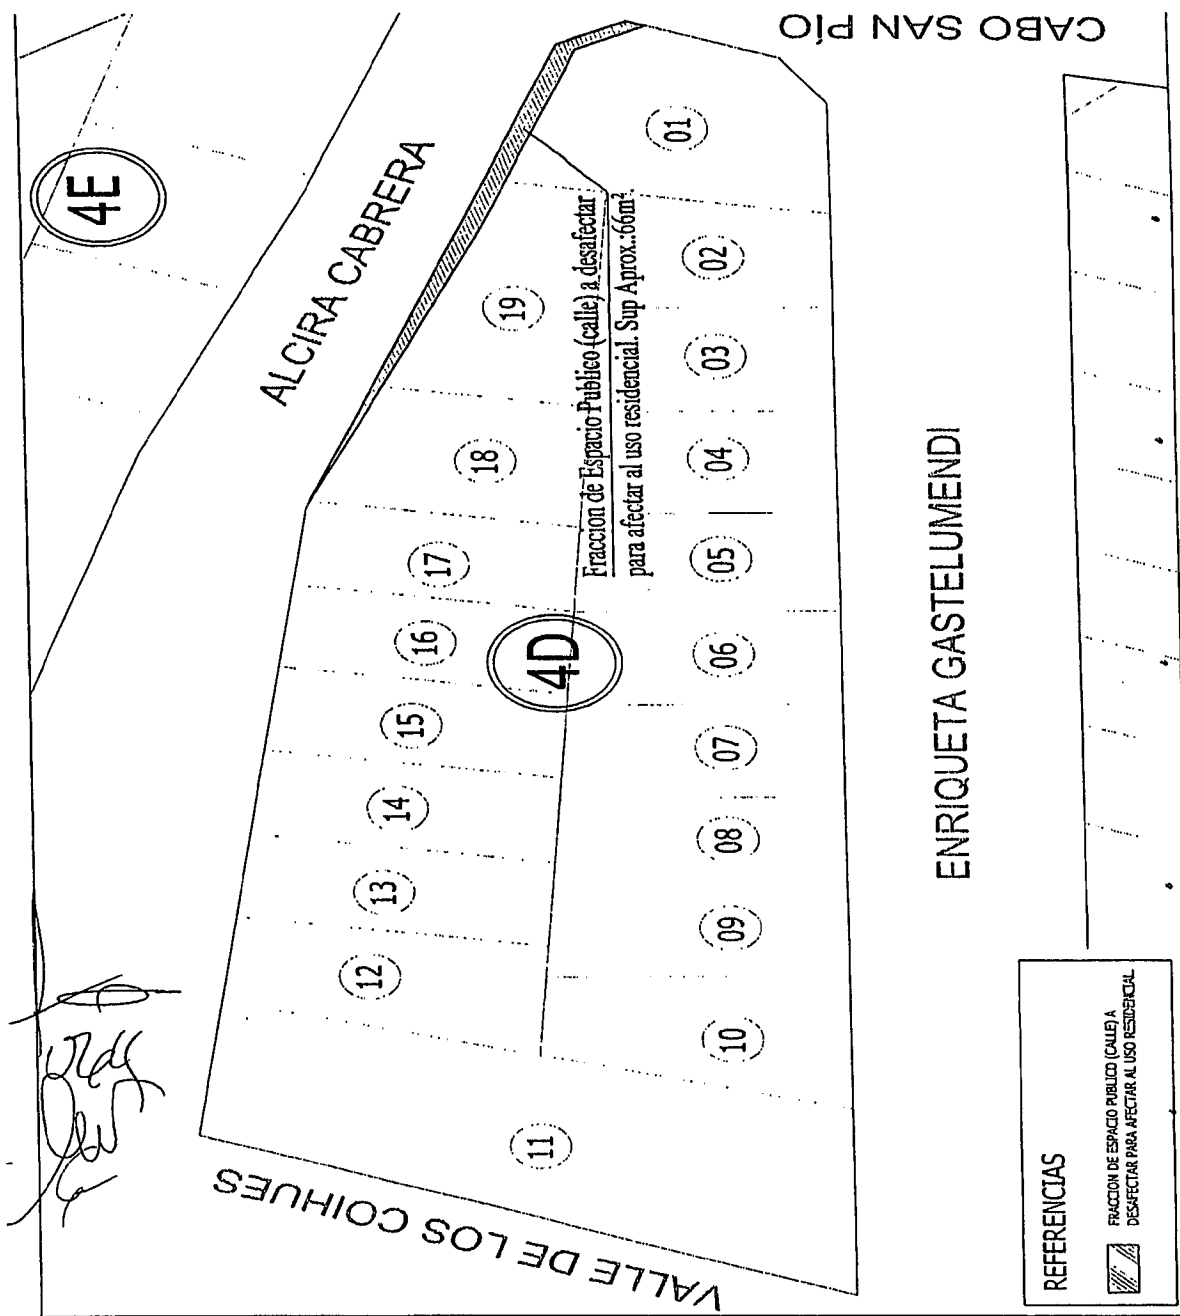 CABO SAN PÍO
4E
ALCIRA CABRERA
01
02
03
04
05
06
07
08
09
10
11
12
13
14
15
16
17
18
19
Fraccion de Espacio Publico (calle) a desafectar
para afectar al uso residencial. Sup Aprox.:66m².
4D
ENRIQUETA GASTELUMENDI
VALLE DE LOS COIHUES
REFERENCIAS
FRACCION DE ESPACIO PUBLICO (CALLE) A
DESAFECTAR PARA AFECTAR AL USO RESIDENCIAL.